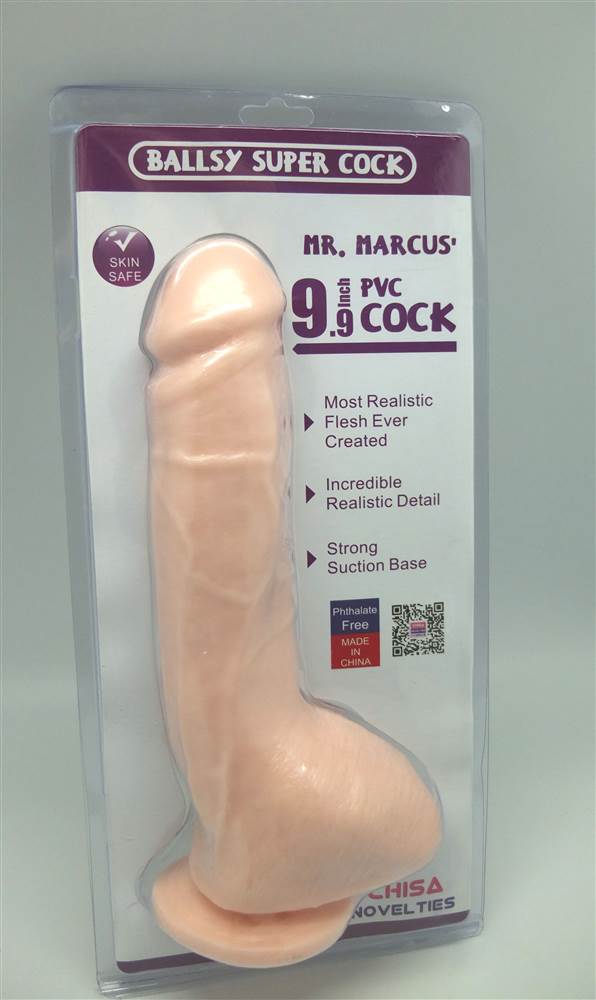 BALLSY SUPER COCK
SKIN
SAFE
MR. MARCUS'
9.9 Inch PVC
COCK
Most Realistic
Flesh Ever
Created
Incredible
Realistic Detail
Strong
Suction Base
Phthalate
Free
MADE
IN
CHINA
CHISA
NOVELTIES